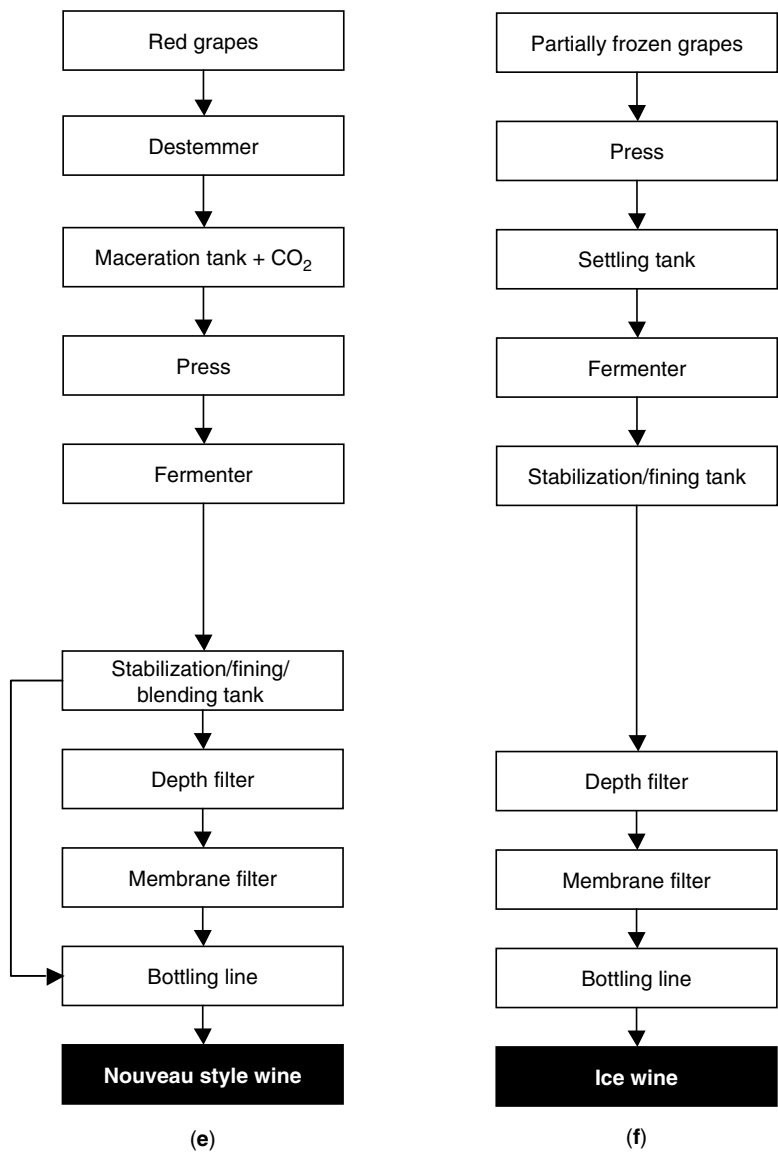 Red grapes
Destemmer
Maceration tank + CO₂
Press
Fermenter
Stabilization/fining/
blending tank
Depth filter
Membrane filter
Bottling line
Nouveau style wine
(e)
Partially frozen grapes
Press
Settling tank
Fermenter
Stabilization/fining tank
Depth filter
Membrane filter
Bottling line
Ice wine
(f)